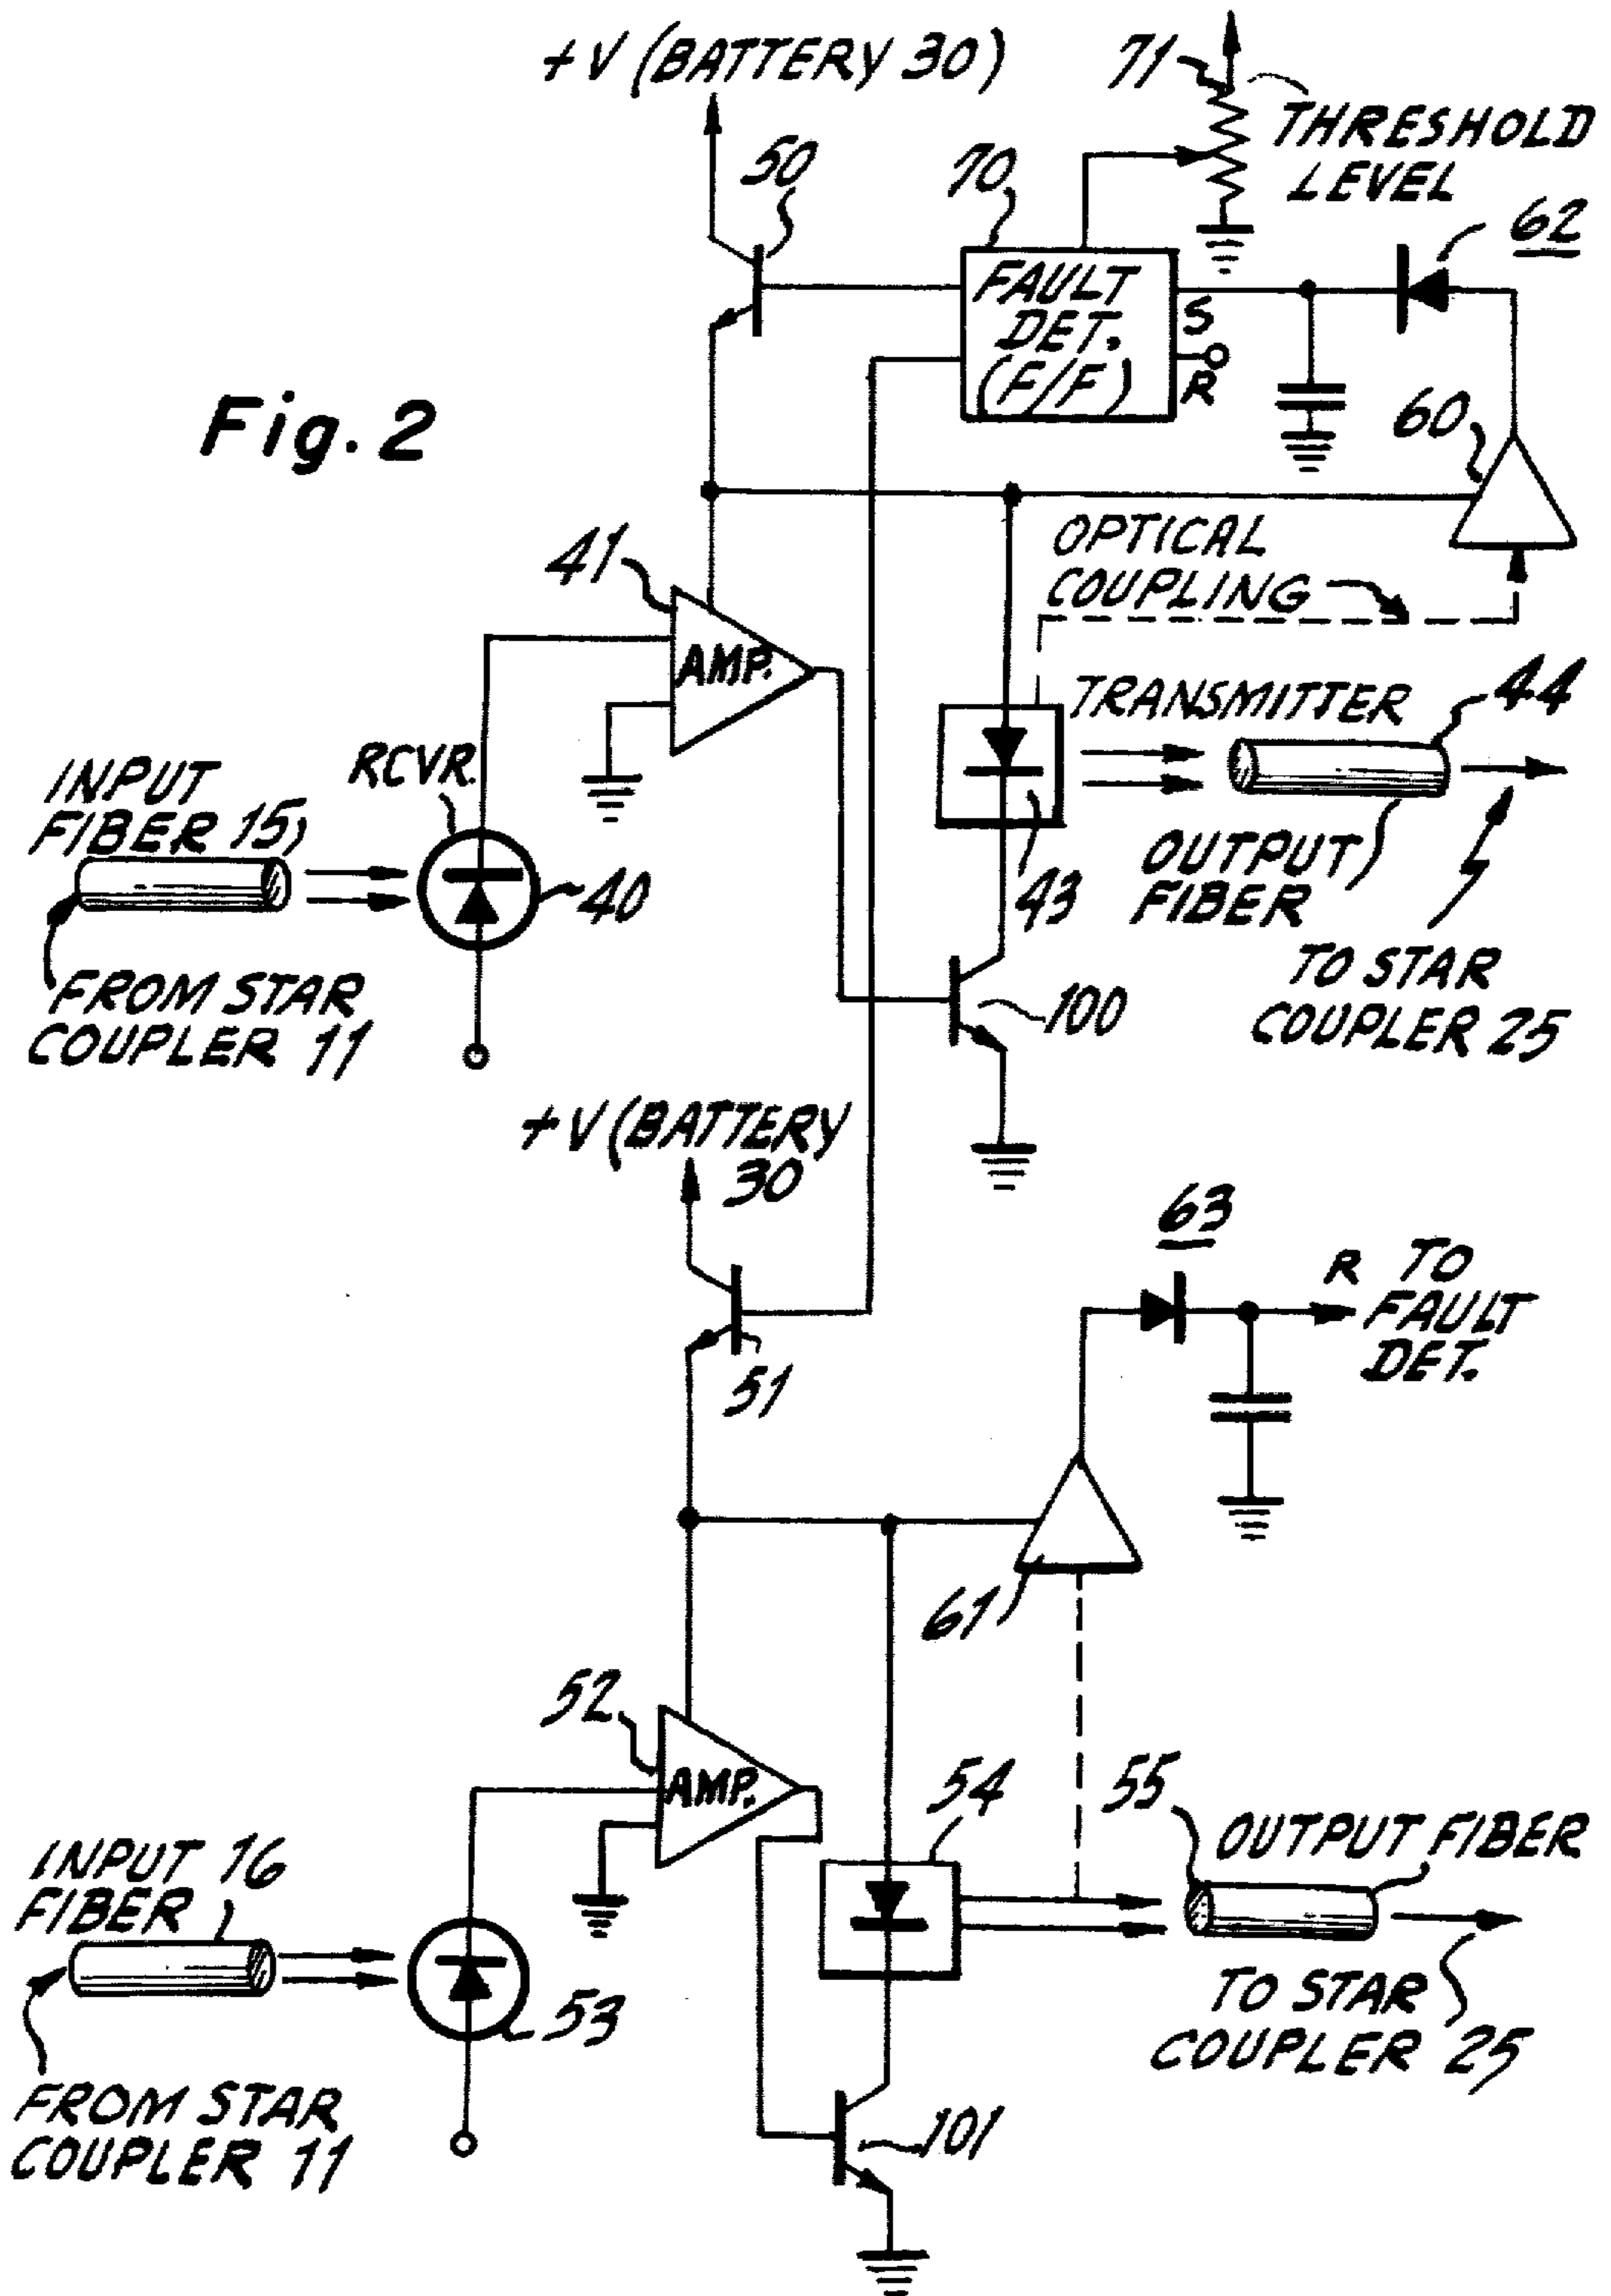 +V (BATTERY 30)
71
THRESHOLD
LEVEL
50
70
62
FAULT
DET.
(F/F)
S
R
60
Fig. 2
41
OPTICAL
COUPLING
AMP.
TRANSMITTER
44
RCVR.
INPUT
FIBER 15
OUTPUT
FIBER
43
40
FROM STAR
COUPLER 11
TO STAR
COUPLER 25
100
+V (BATTERY
30
63
R TO
FAULT
DET.
51
61
52
AMP.
54
55
OUTPUT FIBER
INPUT 16
FIBER
53
TO STAR
COUPLER 25
FROM STAR
COUPLER 11
101